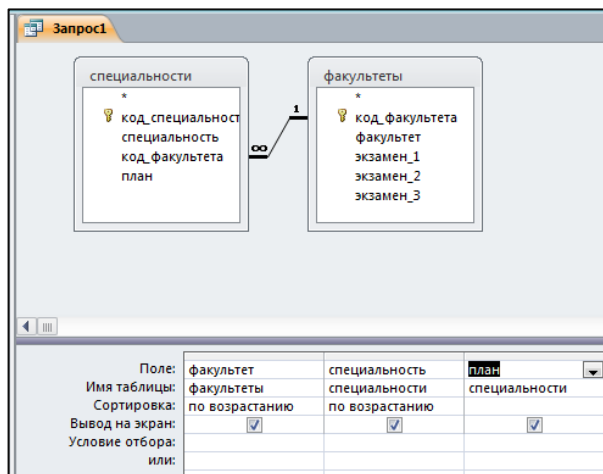 Запрос1
специальности
*
код_специальност
специальность
код_факультета
план
∞
1
факультеты
*
код_факультета
факультет
экзамен_1
экзамен_2
экзамен_3
Поле: факультет специальность план
Имя таблицы: факультеты специальности специальности
Сортировка: по возрастанию по возрастанию
Вывод на экран:
Условие отбора:
или: